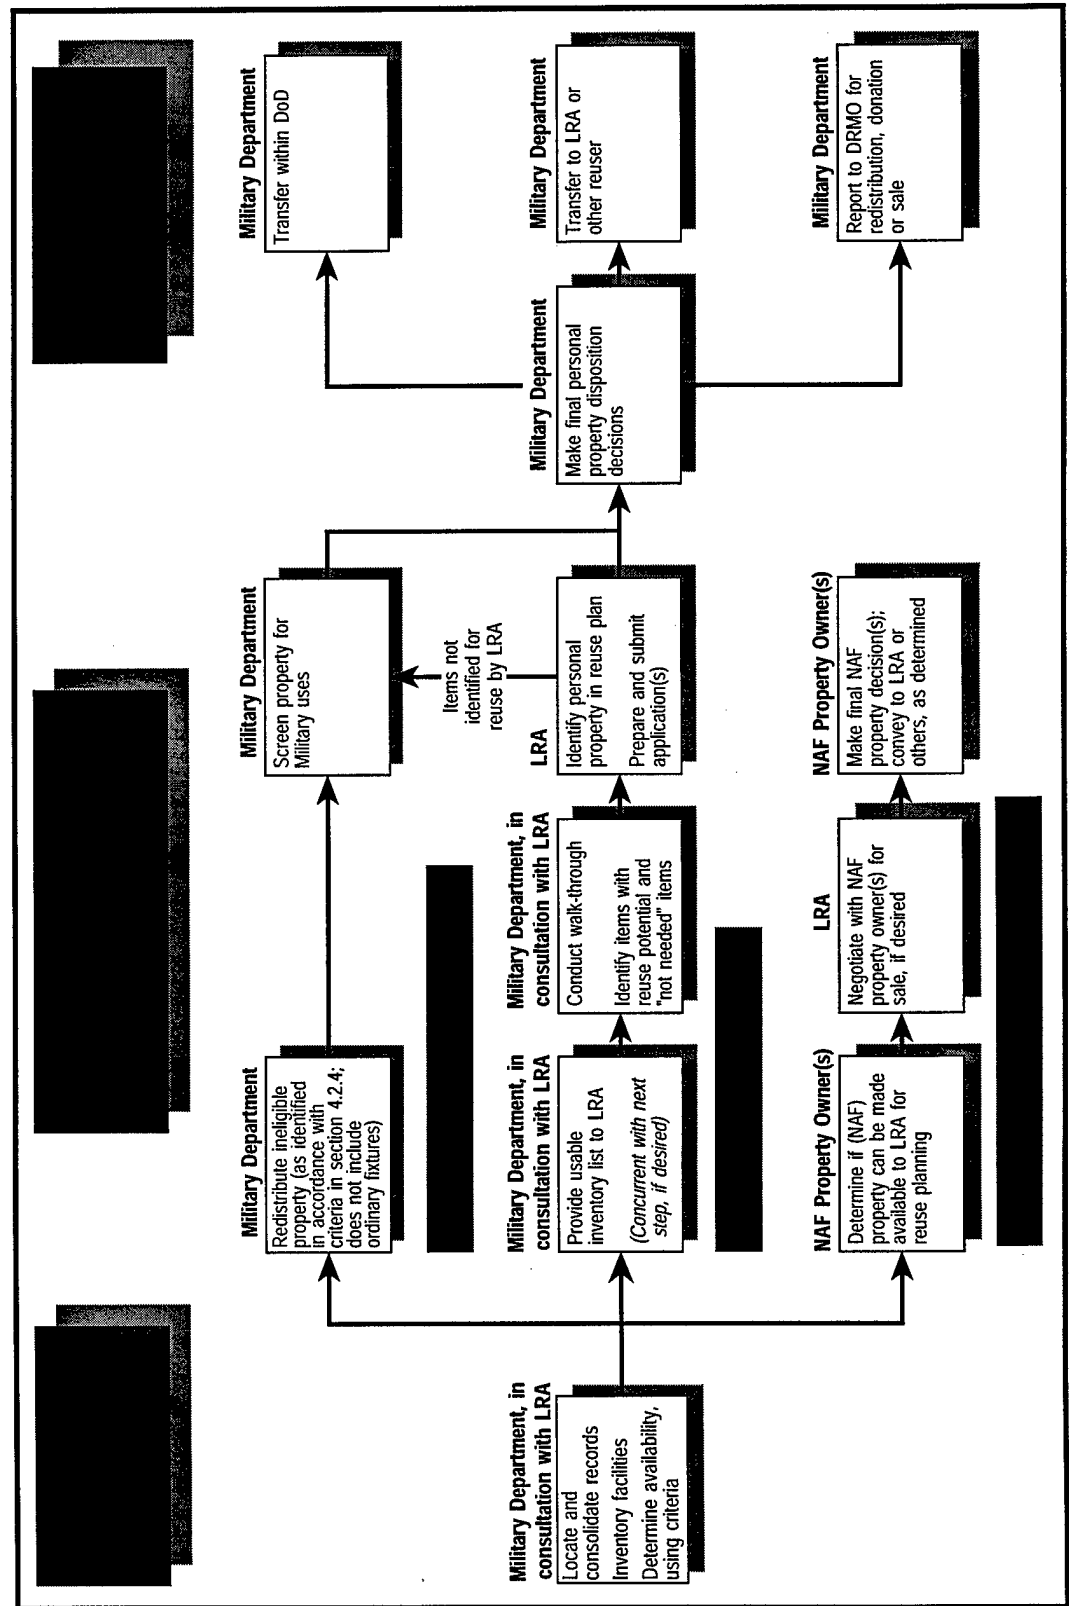 Military Department, in
consultation with LRA
Locate and
consolidate records
Inventory facilities
Determine availability,
using criteria
Military Department
Redistribute ineligible
property (as identified
in accordance with
criteria in section 4.2.4;
does not include
ordinary fixtures)
Military Department
Screen property for
Military uses
Military Department, in
consultation with LRA
Provide usable
inventory list to LRA
(Concurrent with next
step, if desired)
Military Department, in
consultation with LRA
Conduct walk-through
Identify items with
reuse potential and
"not needed" items
LRA
Identify personal
property in reuse plan
Prepare and submit
application(s)
Items not
identified for
reuse by LRA
NAF Property Owner(s)
Determine if (NAF)
property can be made
available to LRA for
reuse planning
LRA
Negotiate with NAF
property owner(s) for
sale, if desired
NAF Property Owner(s)
Make final NAF
property decision(s);
convey to LRA or
others, as determined
Military Department
Make final personal
property disposition
decisions
Military Department
Transfer within DoD
Military Department
Transfer to LRA or
other reuser
Military Department
Report to DRMO for
redistribution, donation
or sale